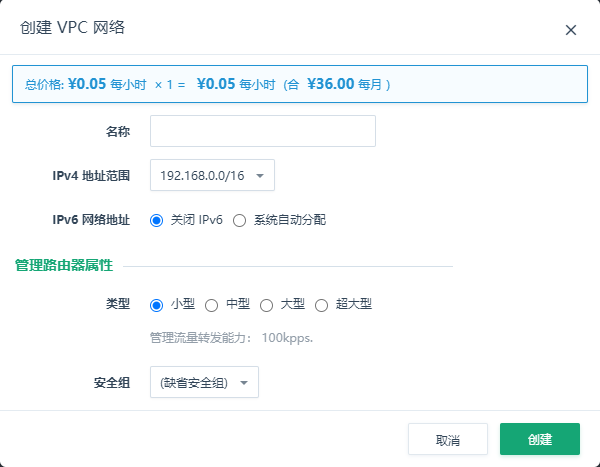 创建 VPC 网络
总价格: ¥0.05 每小时 × 1 = ¥0.05 每小时 (合 ¥36.00 每月 )
名称
IPv4 地址范围 192.168.0.0/16
IPv6 网络地址 关闭 IPv6 系统自动分配
管理路由器属性
类型 小型 中型 大型 超大型
管理流量转发能力: 100kpps.
安全组 (缺省安全组)
取消 创建